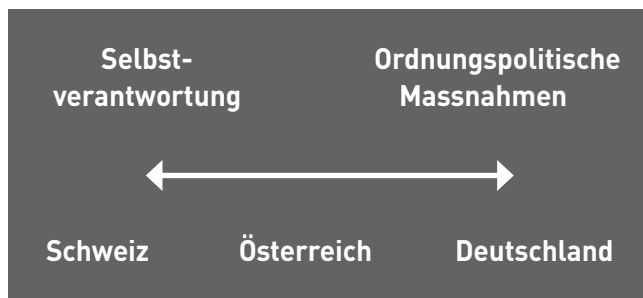 Selbst-
verantwortung
Ordnungspolitische
Massnahmen
Schweiz Österreich Deutschland